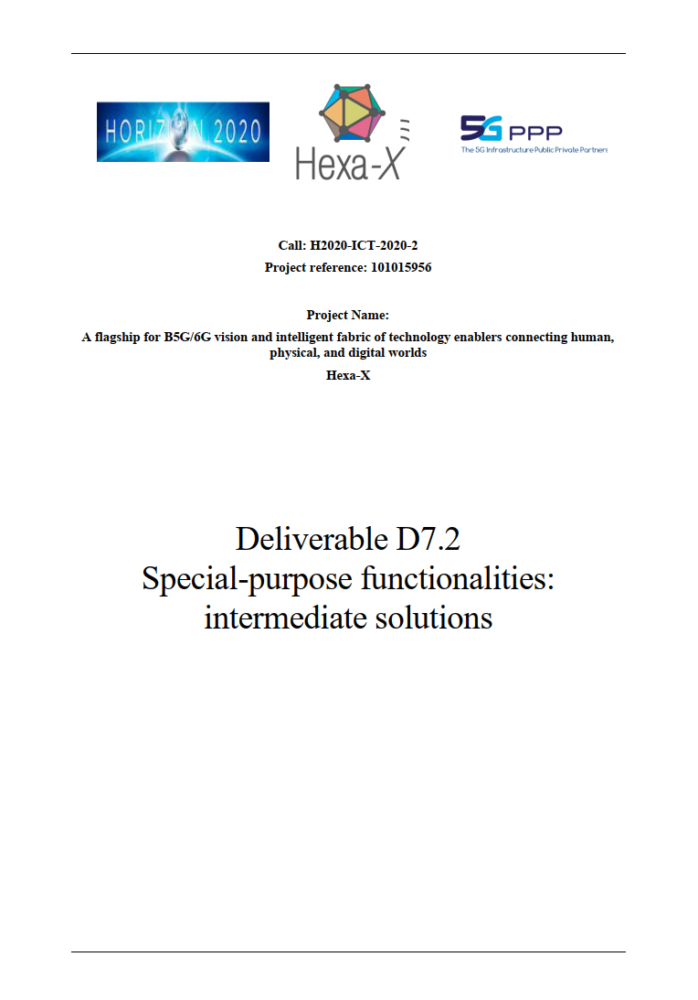 HORIZON 2020
Hexa-X
5G PPP
The 5G Infrastructure Public Private Partners
Call: H2020-ICT-2020-2
Project reference: 101015956
Project Name:
A flagship for B5G/6G vision and intelligent fabric of technology enablers connecting human,
physical, and digital worlds
Hexa-X
Deliverable D7.2
Special-purpose functionalities:
intermediate solutions